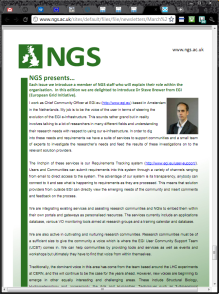 www.ngs.ac.uk/sites/default/files/file/newsletters/March%2
NGS
www.ngs.ac.uk
NGS presents...
Each issue we introduce a member of NGS staff who will explain their role within the
organisation. In this edition we are delighted to introduce Dr Steve Brewer from EGI
(European Grid Initiative).
I work as Chief Community Officer at EGI.eu (http://www.egi.eu) based in Amsterdam
in the Netherlands. My job is to be the voice of the user in terms of steering the
evolution of the EGI e-Infrastructure. This sounds rather grand but in reality
involves talking to a lot of researchers in many different fields and understanding
their research needs with respect to using our e-infrastructure. In order to dig
into these needs and requirements we have a suite of services to support communities and a small team
of experts to investigate the researcher's needs and feed the results of these investigations on to the
relevant solution providers.
The linchpin of these services is our Requirements Tracking system
Users and Communities can submit requirements into this system through a variety of channels ranging
from email to direct access to the system. The advantage of our system is its transparency, anybody can
comment on it and see what is happening to requirements as they are processed. This means that solution
providers from outside EGI can directly view the emerging needs of the community and insert comments
and feedback on the process.
We are integrating existing services and assisting research communities and NGIs to embed them within
their own portals and gateways as personalised resources. The services currently include an applications
database, various VO monitoring tools aimed at research groups and a training calendar and database.
We are also active in cultivating and nurturing research communities. Research communities must be of
a sufficient size to give the community a voice which is where the EGI User Community Support Team
(UCST) comes in. We can help communities by providing tools and services as well as events and
workshops but ultimately they have to find that voice from within themselves.
Traditionally, the dominant voice in this area has come from the team based around the LHC experiments
at CERN, and this will continue to be the case for the years ahead. However, new voices are beginning to
emerge in other equally interesting and challenging areas. These include Structural Biology,